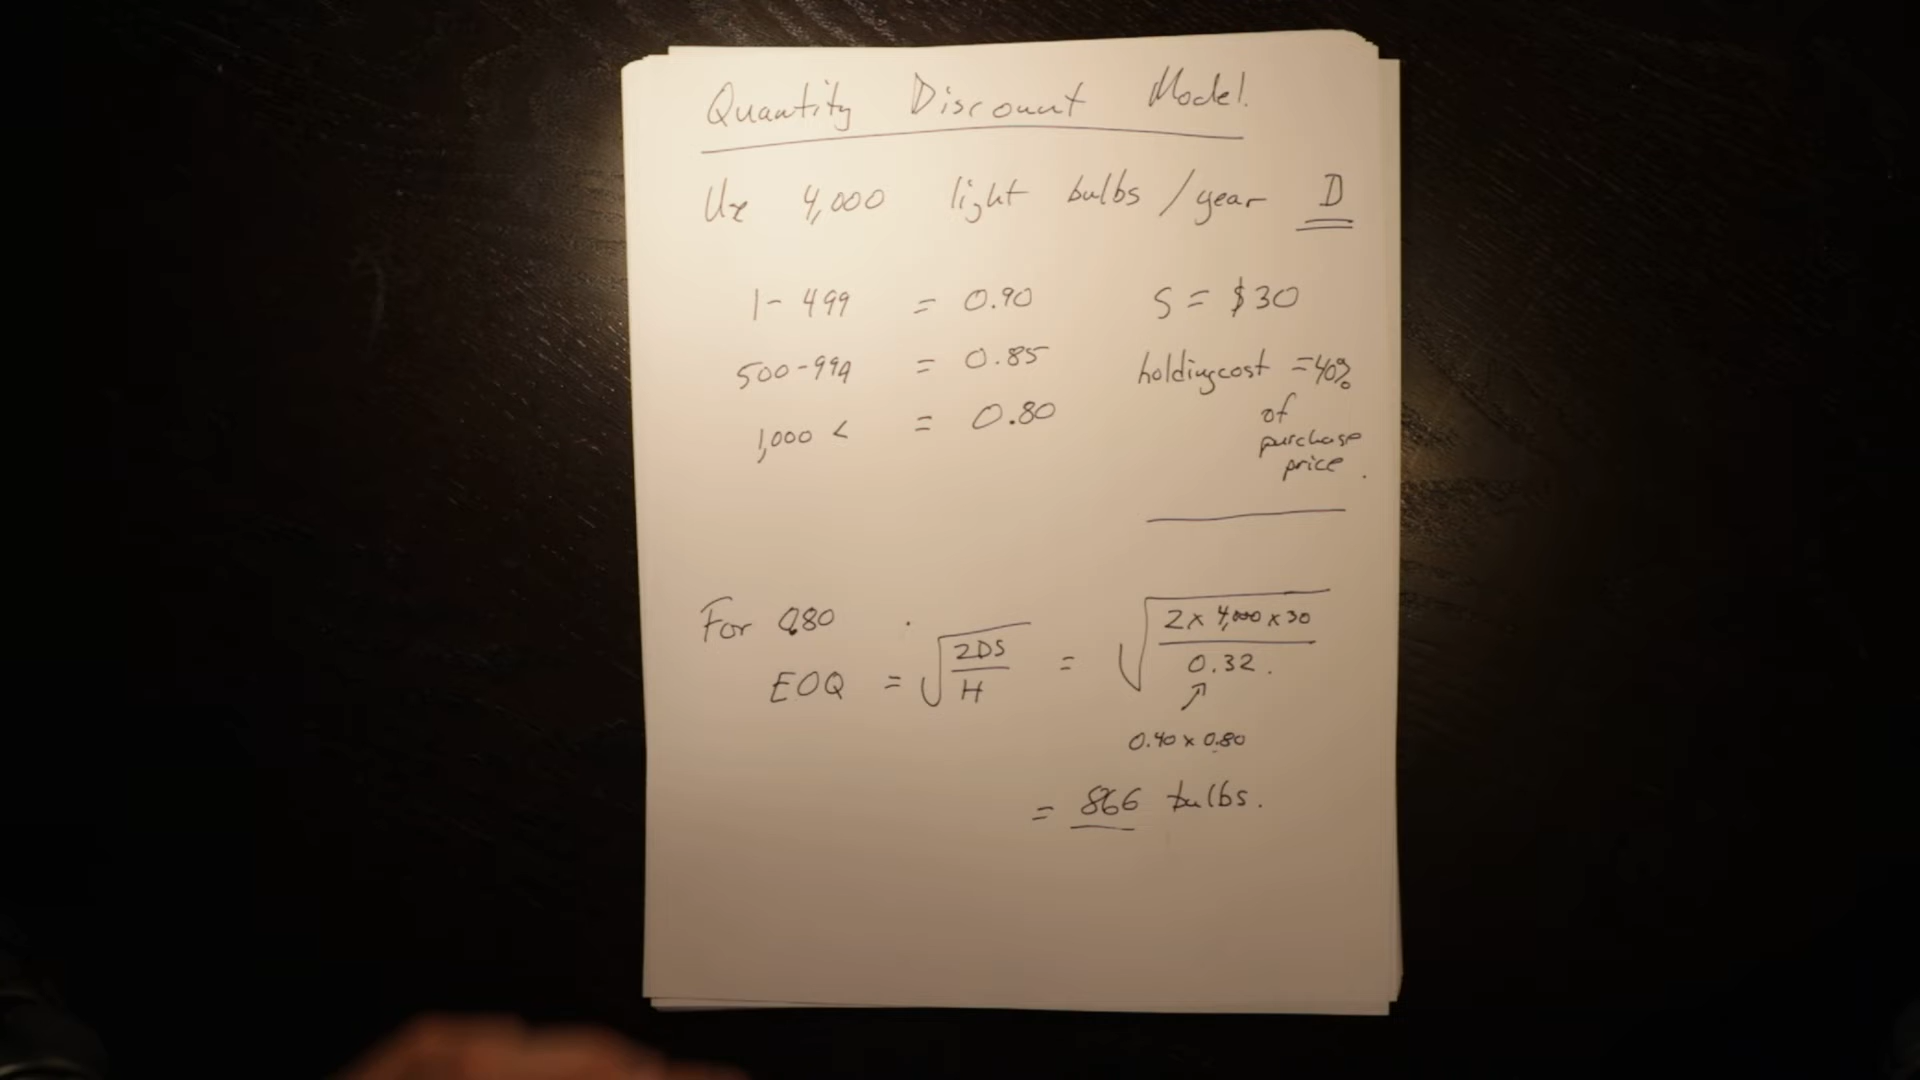 Quantity Discount Model.
Use 4,000 light bulbs / year D
1- 499 = 0.90 S = $30
500-999 = 0.85 holding cost = 40%
1,000 < = 0.80 of
purchase
price.
For 0.80
EOQ = √(2DS / H) = √(2 x 4,000 x 30 / 0.32.)
0.40 x 0.80
= 866 bulbs.